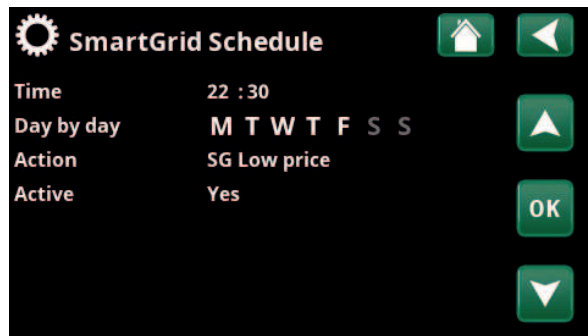 SmartGrid Schedule
Time 22 :30
Day by day M T W T F S S
Action SG Low price
Active Yes
OK